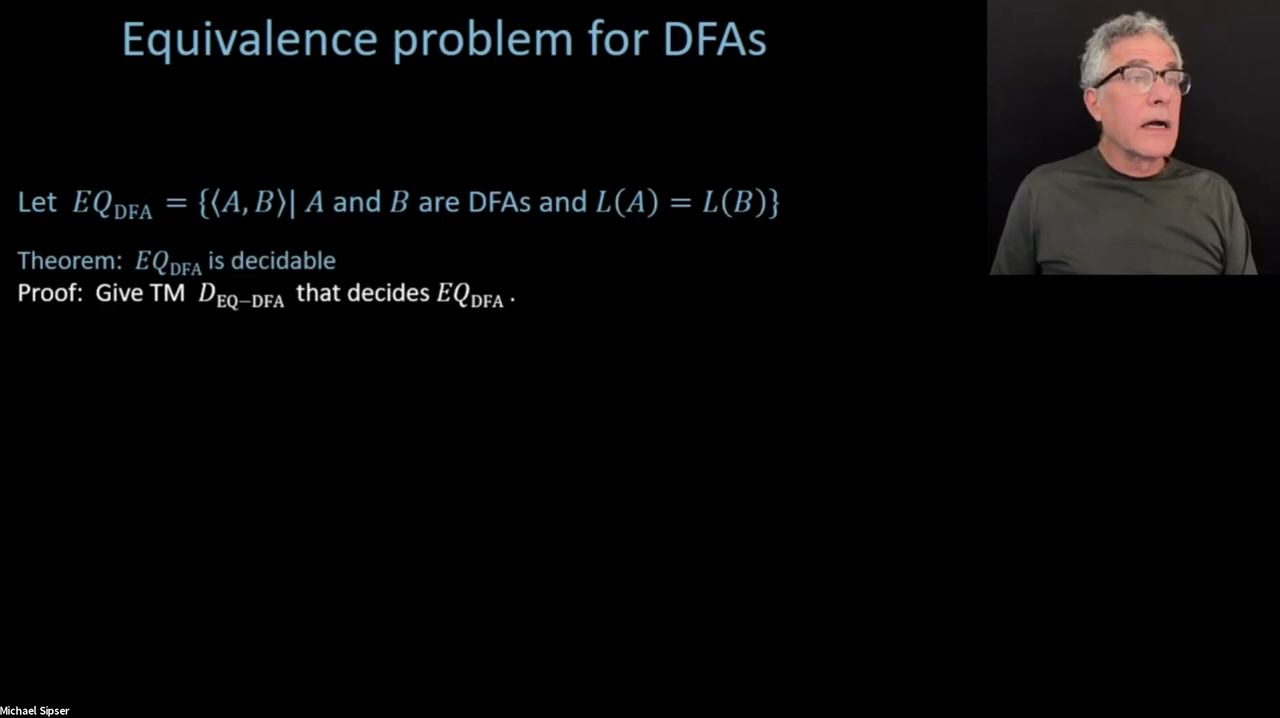 Equivalence problem for DFAs
Let EQ_DFA = {⟨A, B⟩| A and B are DFAs and L(A) = L(B)}
Theorem: EQ_DFA is decidable
Proof: Give TM D_EQ−DFA that decides EQ_DFA .
Michael Sipser